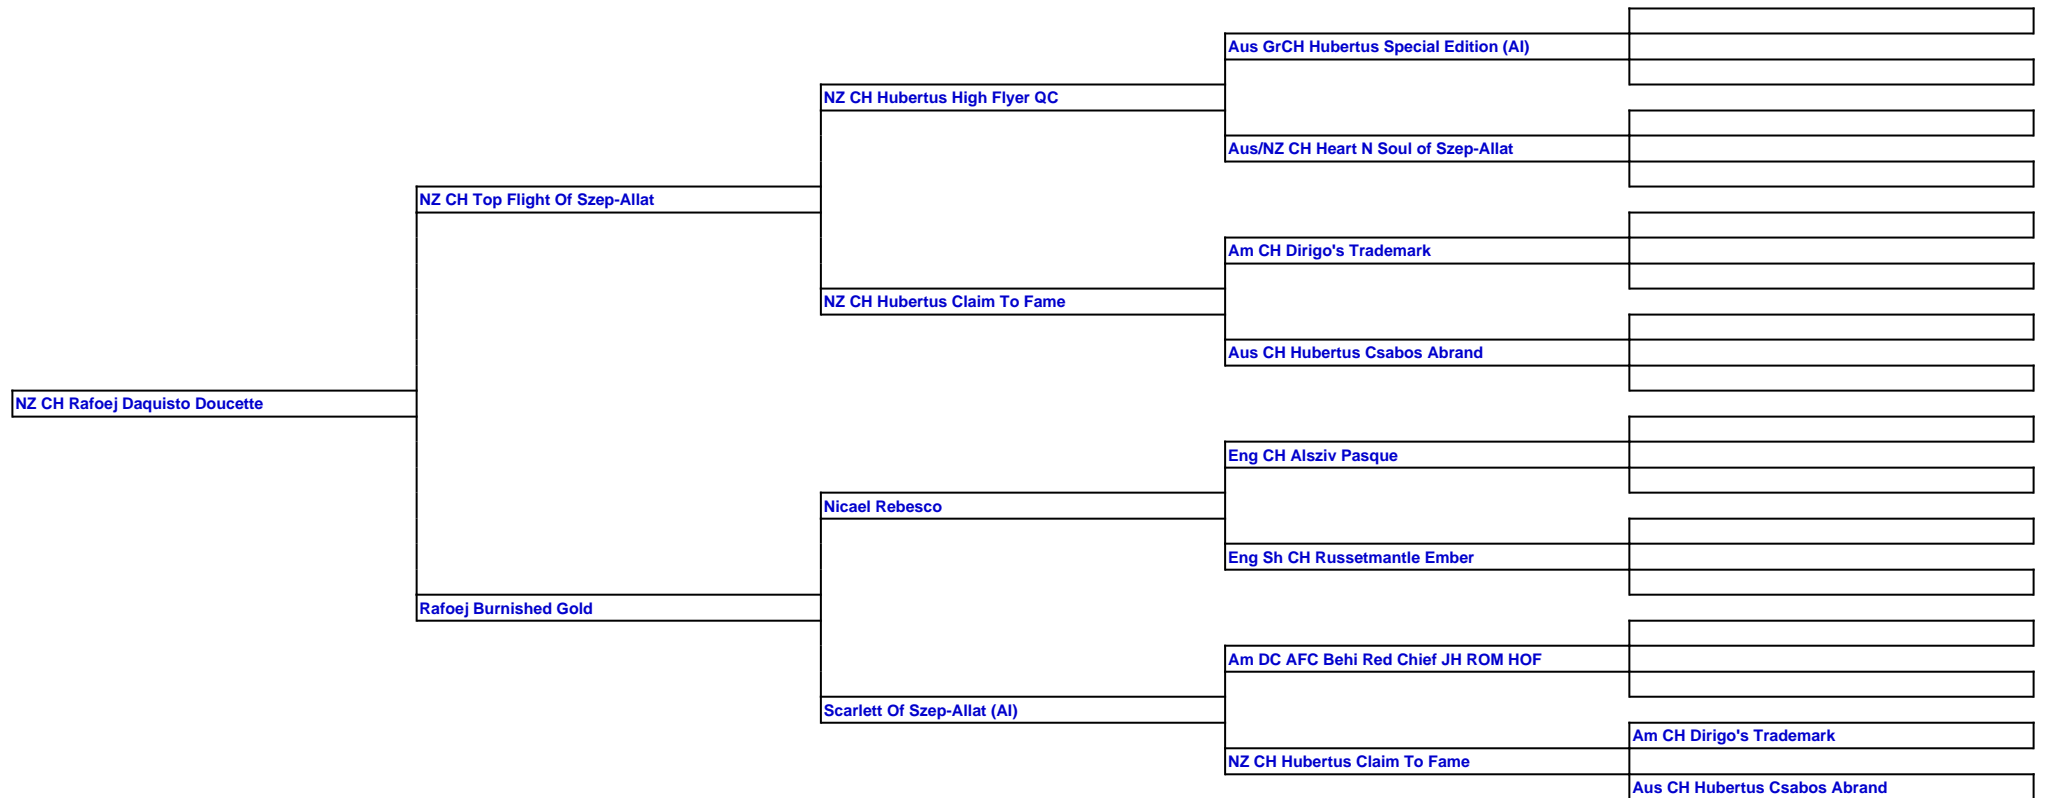 Aus GrCH Hubertus Special Edition (AI)
NZ CH Hubertus High Flyer QC
Aus/NZ CH Heart N Soul of Szep-Allat
NZ CH Top Flight Of Szep-Allat
Am CH Dirigo's Trademark
NZ CH Hubertus Claim To Fame
Aus CH Hubertus Csabos Abrand
NZ CH Rafoej Daquisto Doucette
Eng CH Alsziv Pasque
Nicael Rebesco
Eng Sh CH Russetmantle Ember
Rafoej Burnished Gold
Am DC AFC Behi Red Chief JH ROM HOF
Scarlett Of Szep-Allat (AI)
Am CH Dirigo's Trademark
NZ CH Hubertus Claim To Fame
Aus CH Hubertus Csabos Abrand